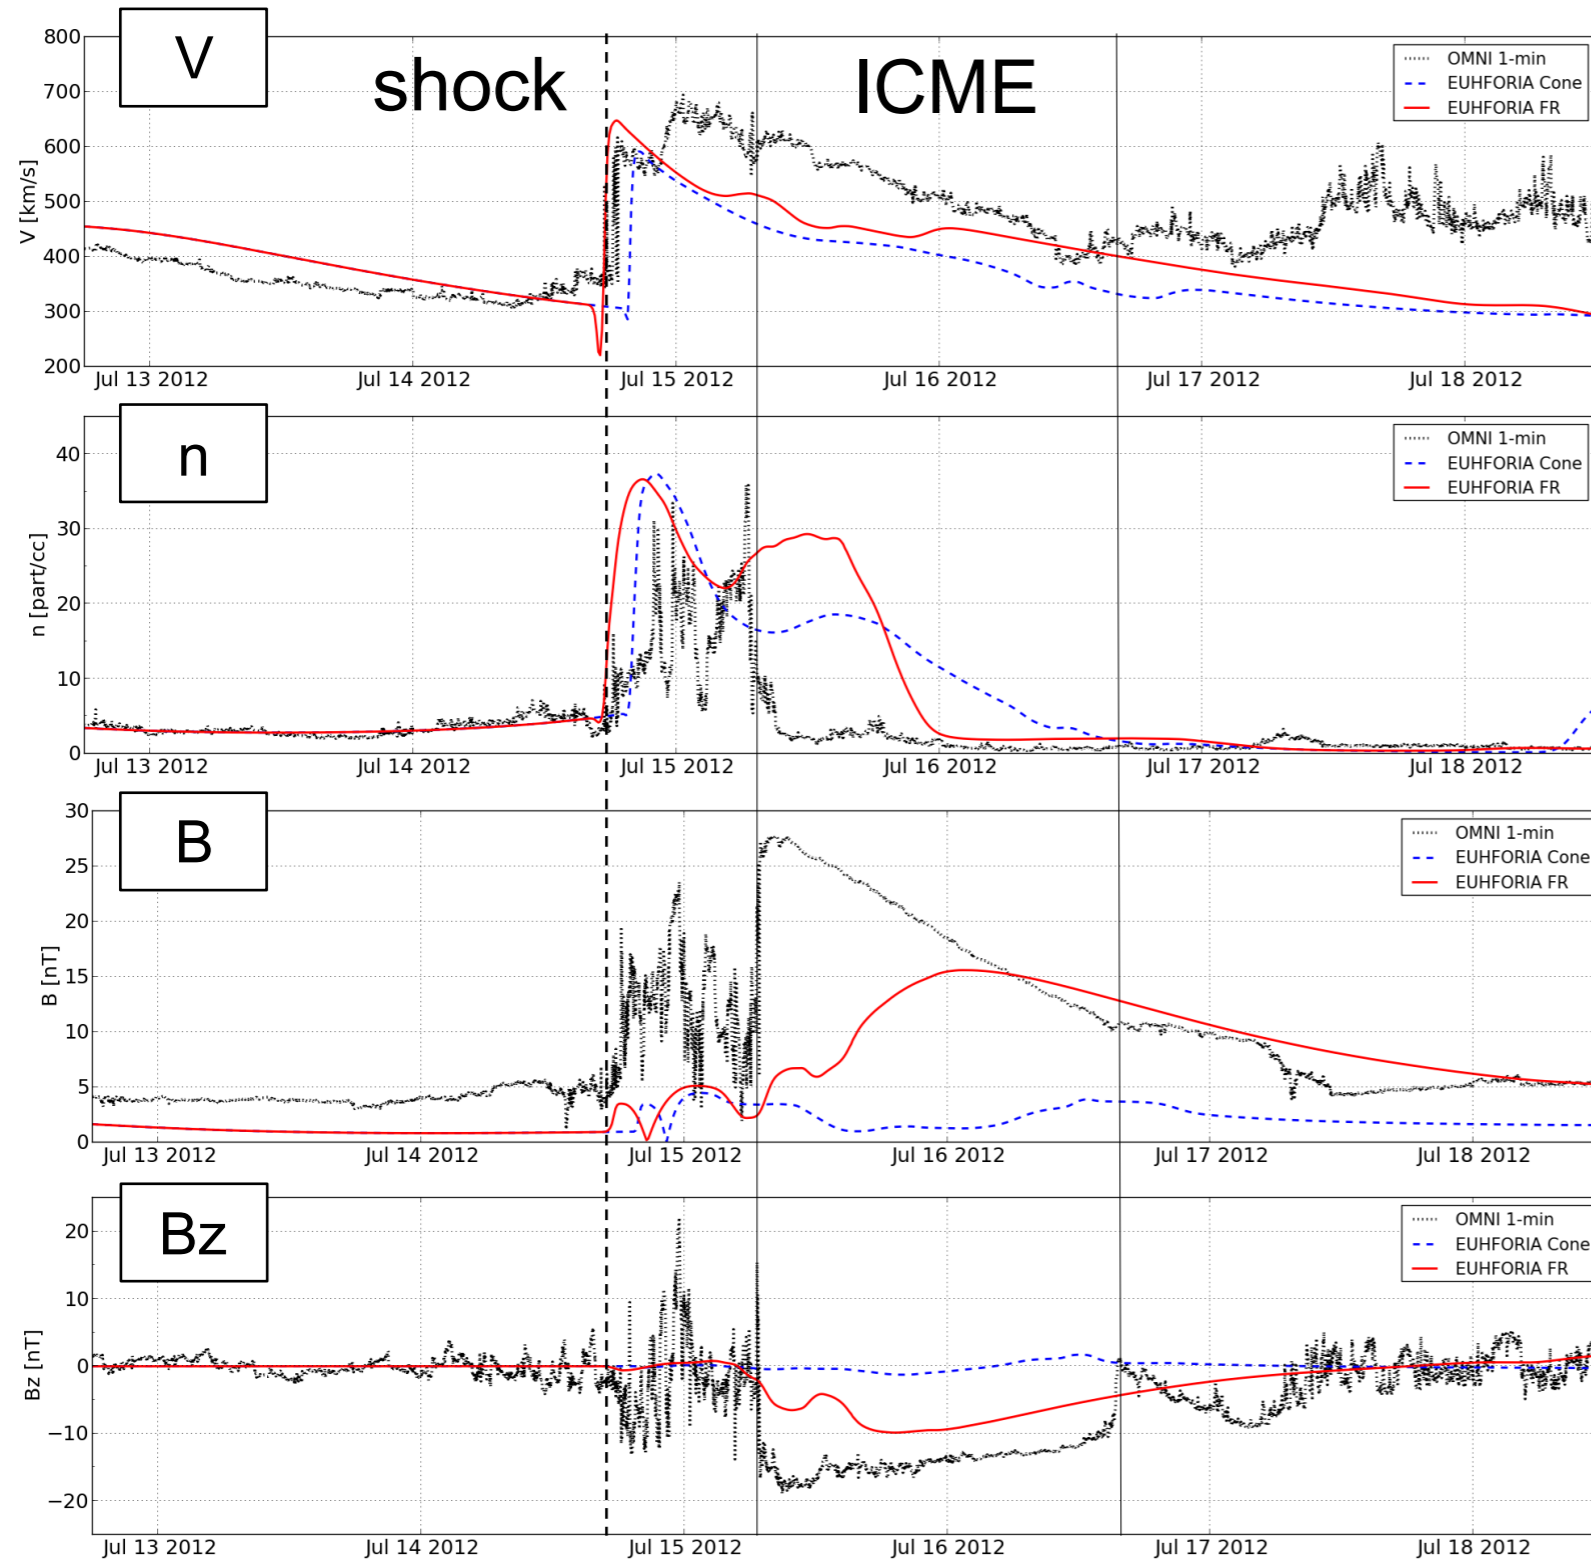 V
shock
ICME
OMNI 1-min
EUHFORIA Cone
EUHFORIA FR
V [km/s]
800
700
600
500
400
300
200
Jul 13 2012
Jul 14 2012
Jul 15 2012
Jul 16 2012
Jul 17 2012
Jul 18 2012
n
OMNI 1-min
EUHFORIA Cone
EUHFORIA FR
n [part/cc]
40
30
20
10
0
Jul 13 2012
Jul 14 2012
Jul 15 2012
Jul 16 2012
Jul 17 2012
Jul 18 2012
B
OMNI 1-min
EUHFORIA Cone
EUHFORIA FR
B [nT]
30
25
20
15
10
5
0
Jul 13 2012
Jul 14 2012
Jul 15 2012
Jul 16 2012
Jul 17 2012
Jul 18 2012
Bz
OMNI 1-min
EUHFORIA Cone
EUHFORIA FR
Bz [nT]
20
10
0
−10
−20
Jul 13 2012
Jul 14 2012
Jul 15 2012
Jul 16 2012
Jul 17 2012
Jul 18 2012